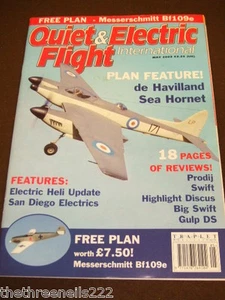 FREE PLAN - Messerschmitt Bf109e
Quiet & Electric
Flight
International
MAY 2003
PLAN FEATURE!
de Havilland
Sea Hornet
18 PAGES
OF REVIEWS!
Prodij
Swift
Highlight Discus
Big Swift
Gulp DS
FEATURES:
Electric Heli Update
San Diego Electrics
FREE PLAN
worth £7.50!
Messerschmitt Bf109e
TRAPLET
thethreenells222